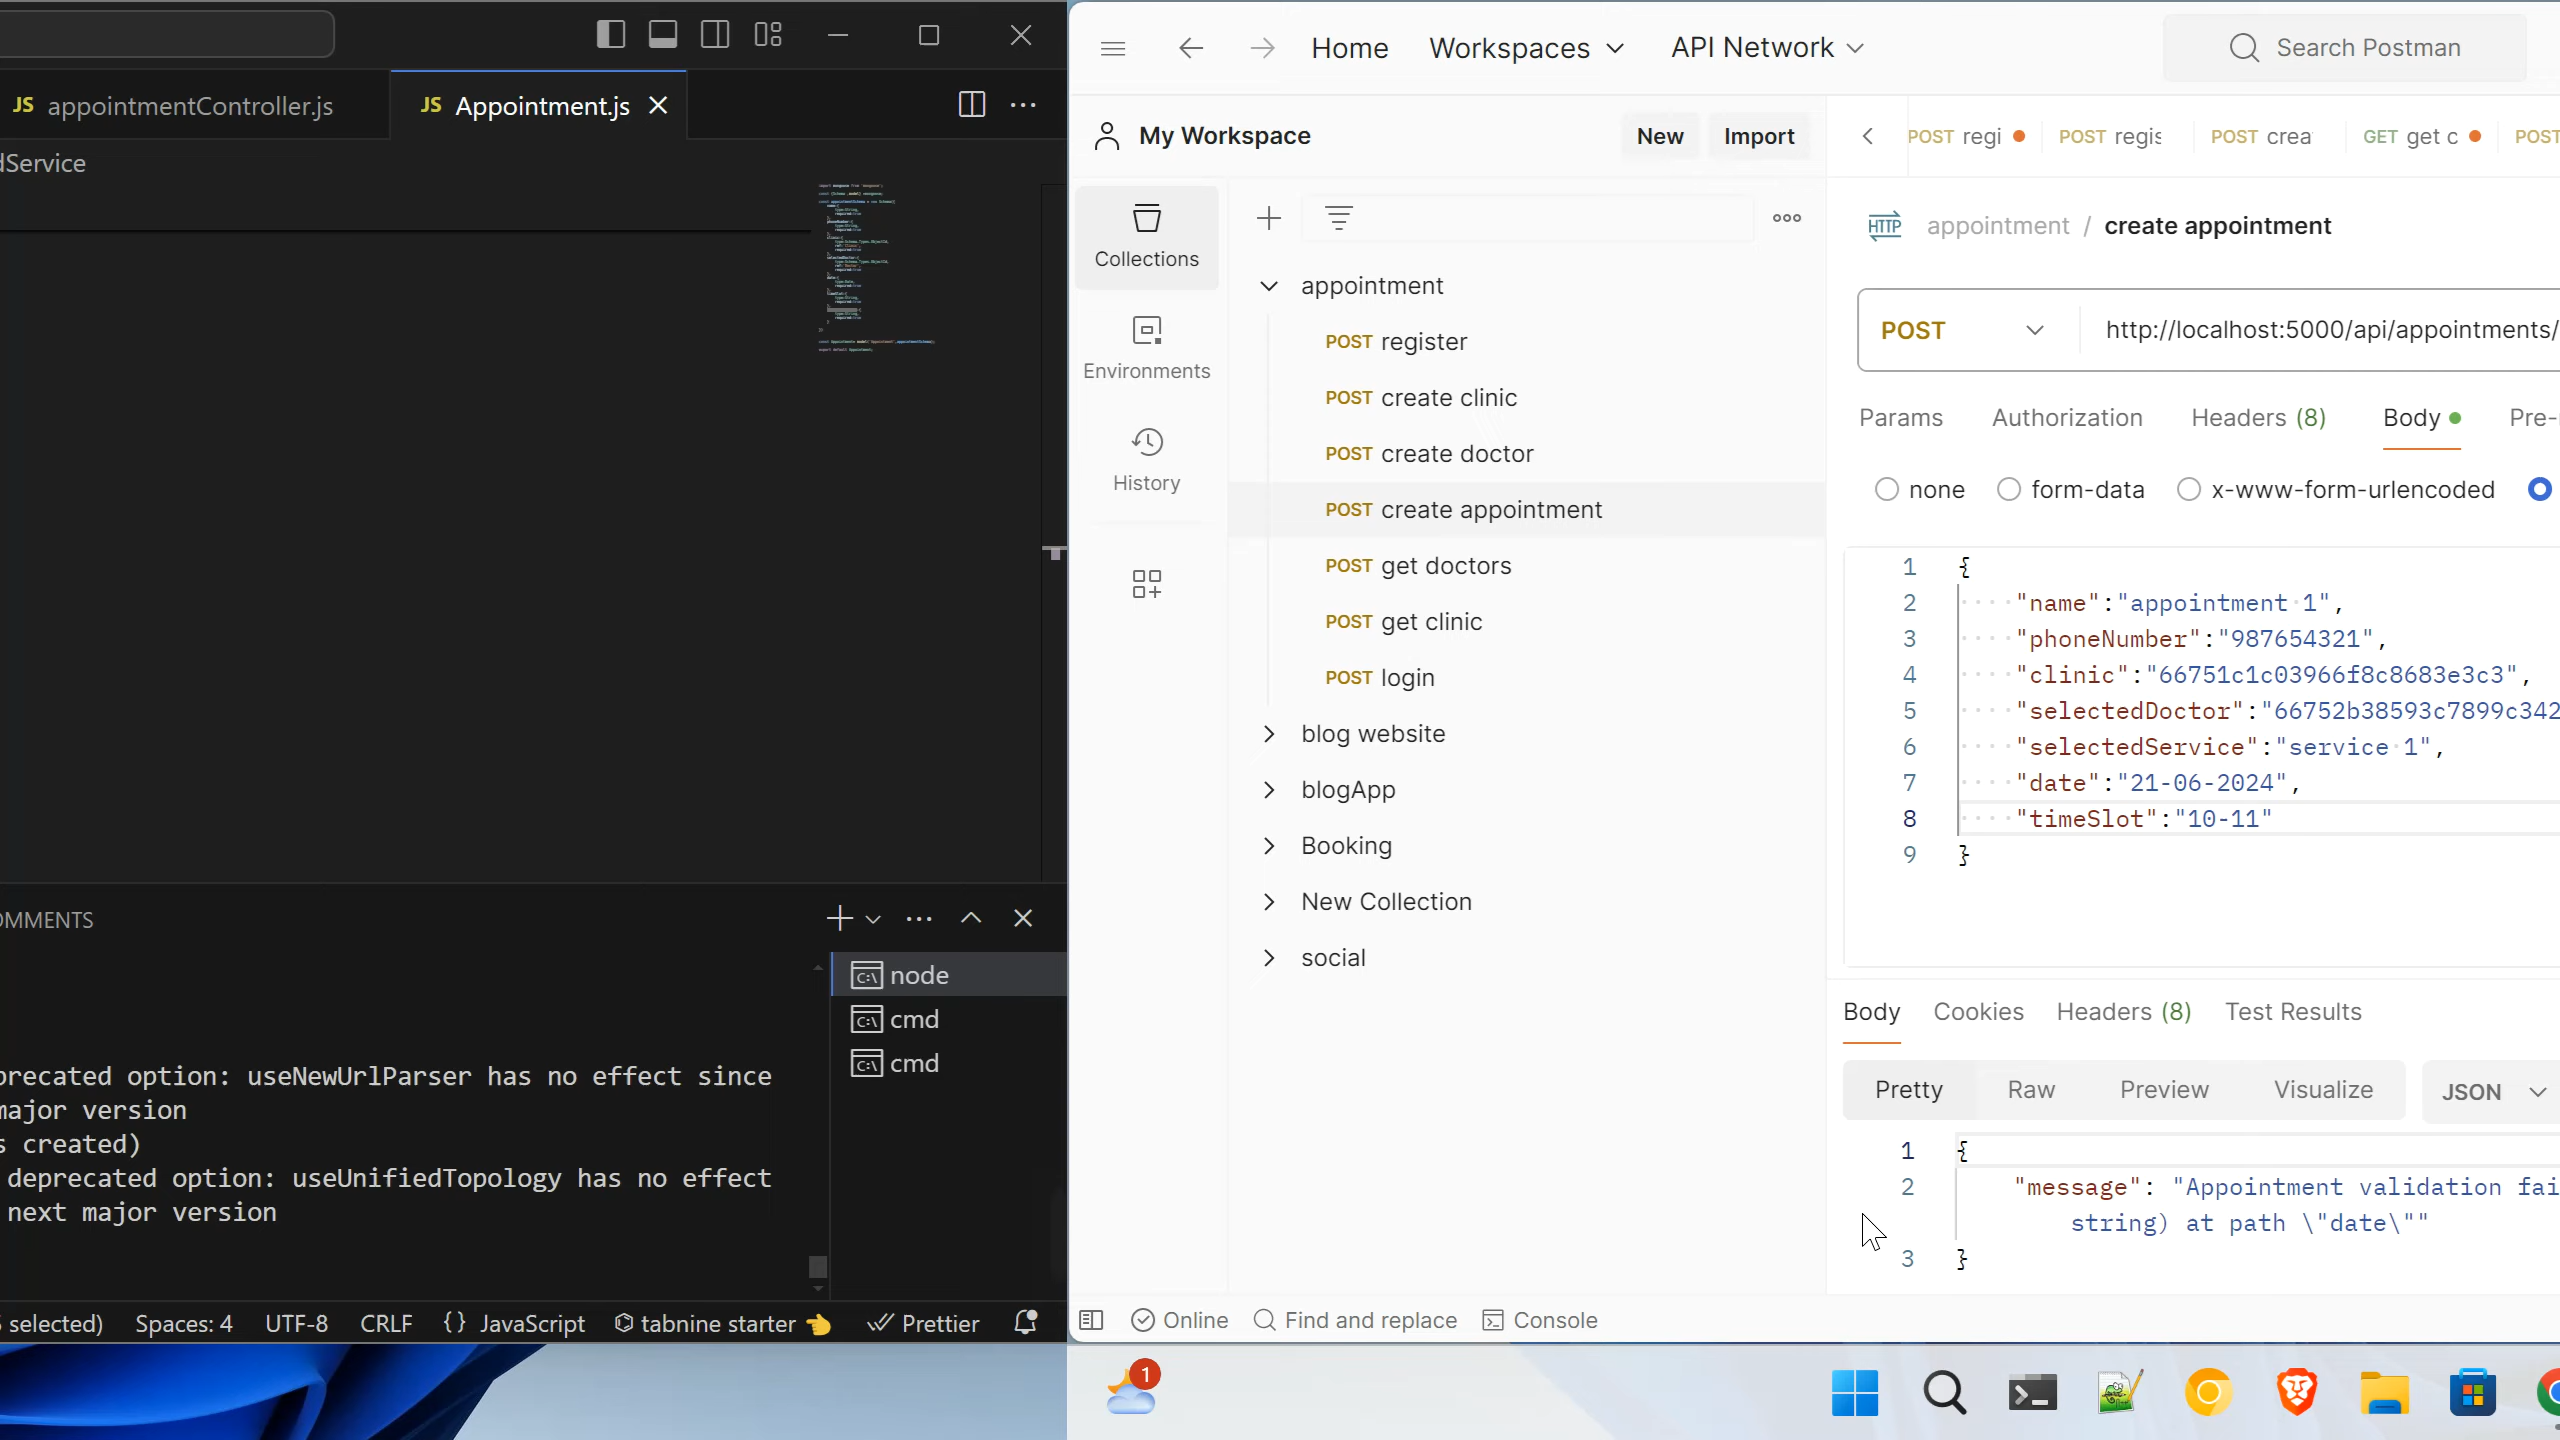 JS appointmentController.js
JS Appointment.js
dService
OMMENTS
node
cmd
cmd
precated option: useNewUrlParser has no effect since
major version
s created)
deprecated option: useUnifiedTopology has no effect
next major version
selected)
Spaces: 4
UTF-8
CRLF
{} JavaScript
tabnine starter
Prettier
Home
Workspaces
API Network
Search Postman
My Workspace
New
Import
POST regi
POST regis
POST crea
GET get c
POST
Collections
Environments
History
appointment
POST register
POST create clinic
POST create doctor
POST create appointment
POST get doctors
POST get clinic
POST login
blog website
blogApp
Booking
New Collection
social
HTTP appointment / create appointment
POST
http://localhost:5000/api/appointments/
Params
Authorization
Headers (8)
Body
Pre-
none
form-data
x-www-form-urlencoded
1 {
2 "name":"appointment 1",
3 "phoneNumber":"987654321",
4 "clinic":"66751c1c03966f8c8683e3c3",
5 "selectedDoctor":"66752b38593c7899c342
6 "selectedService":"service 1",
7 "date":"21-06-2024",
8 "timeSlot":"10-11"
9 }
Body
Cookies
Headers (8)
Test Results
Pretty
Raw
Preview
Visualize
JSON
1 {
2 "message": "Appointment validation fai
string) at path \"date\""
3 }
Online
Find and replace
Console
1